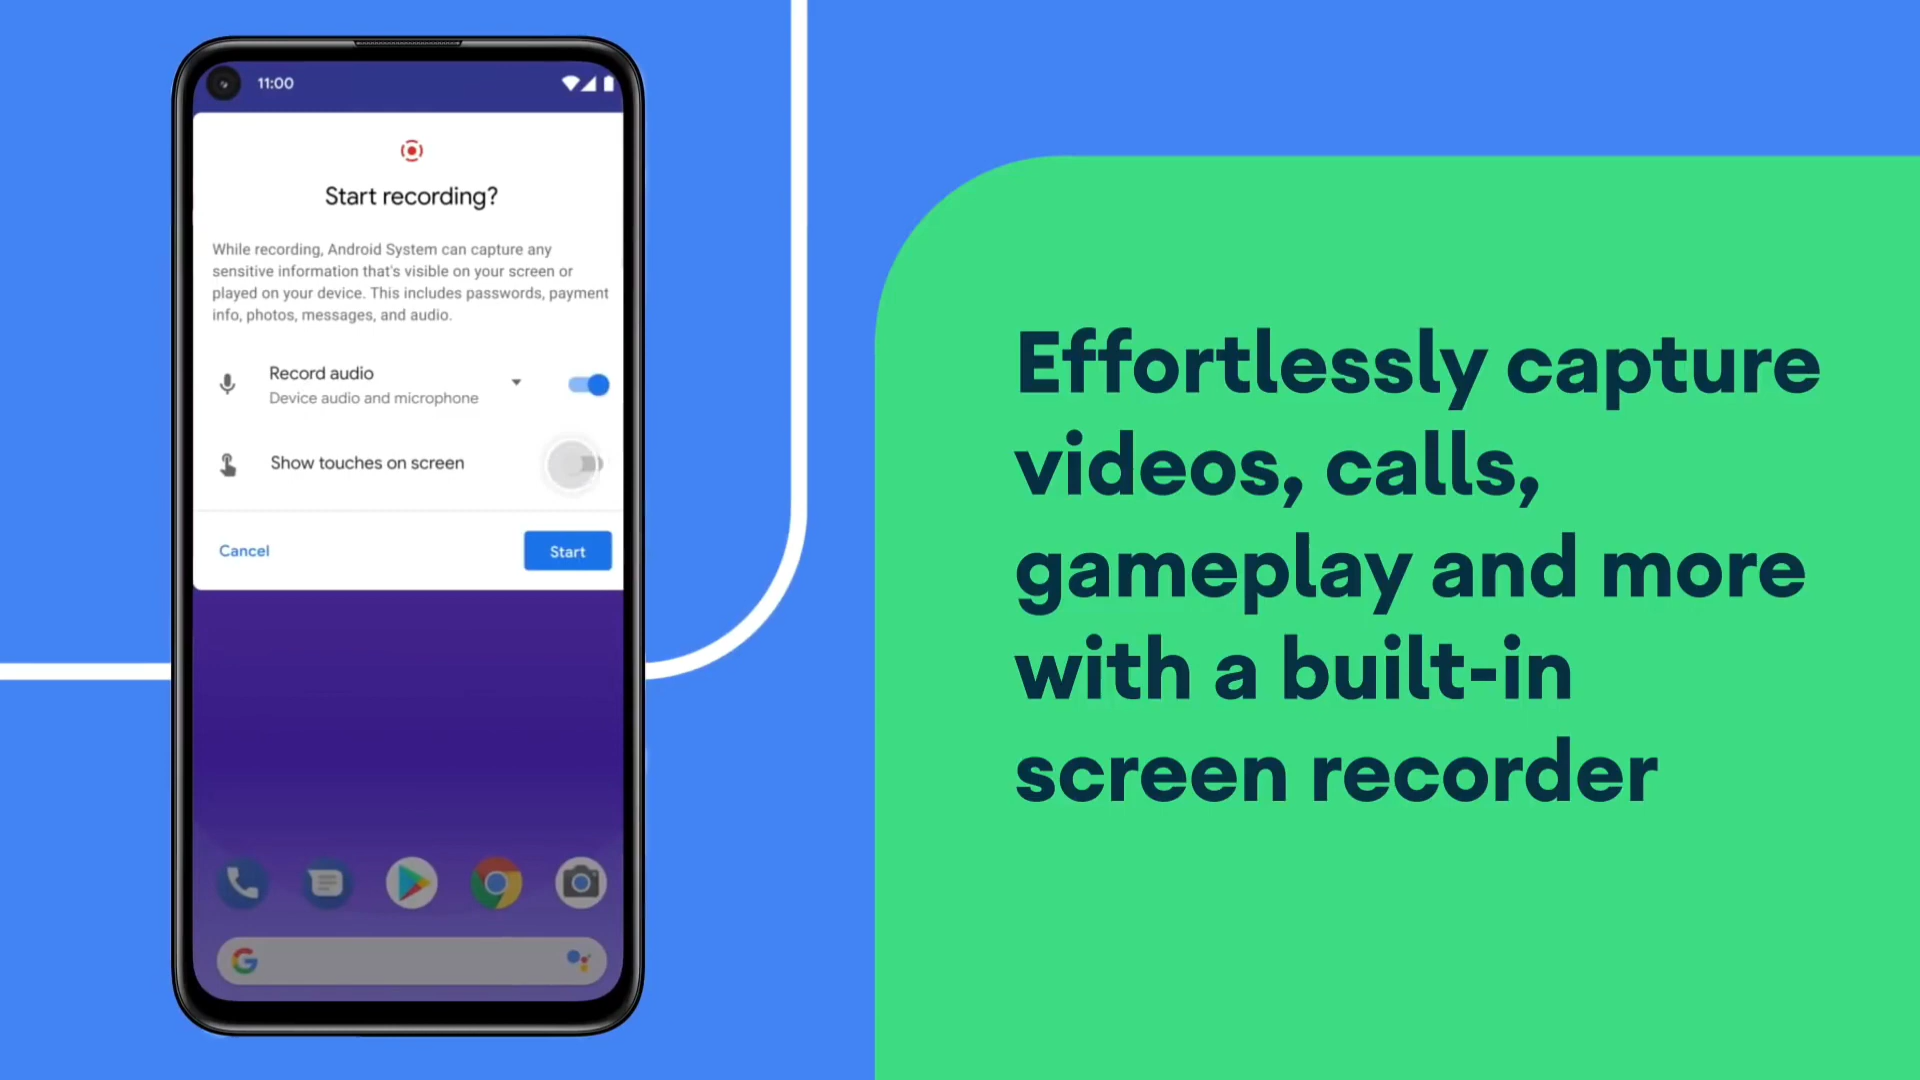 11:00
Start recording?
While recording, Android System can capture any
sensitive information that's visible on your screen or
played on your device. This includes passwords, payment
info, photos, messages, and audio.
Record audio
Device audio and microphone
Show touches on screen
Cancel
Start
Effortlessly capture
videos, calls,
gameplay and more
with a built-in
screen recorder